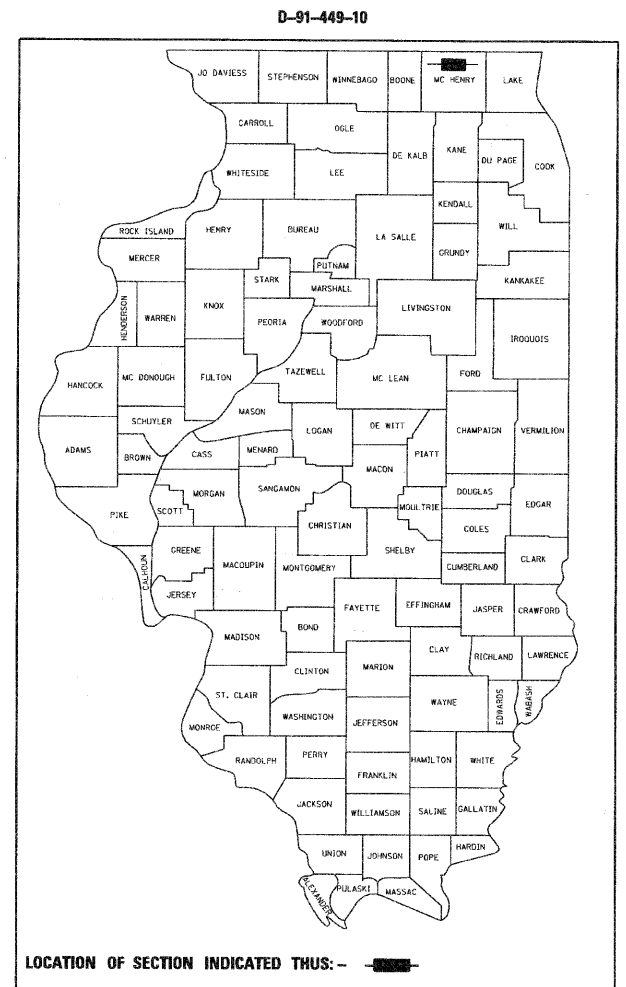 D-91-449-10
JO DAVIESS
STEPHENSON
WINNEBAGO
BOONE
MC HENRY
LAKE
CARROLL
OGLE
DE KALB
KANE
DU PAGE
COOK
WHITESIDE
LEE
KENDALL
ROCK ISLAND
HENRY
BUREAU
LA SALLE
WILL
GRUNDY
MERCER
PUTNAM
STARK
MARSHALL
KANKAKEE
HENDERSON
WARREN
KNOX
PEORIA
WOODFORD
LIVINGSTON
IROQUOIS
HANCOCK
MC DONOUGH
FULTON
TAZEWELL
MC LEAN
FORD
MASON
SCHUYLER
LOGAN
DE WITT
CHAMPAIGN
VERMILION
ADAMS
BROWN
CASS
MENARD
PIATT
MACON
SANGAMON
MORGAN
DOUGLAS
EDGAR
PIKE
SCOTT
CHRISTIAN
MOULTRIE
COLES
GREENE
MACOUPIN
MONTGOMERY
SHELBY
CUMBERLAND
CLARK
CALHOUN
JERSEY
FAYETTE
EFFINGHAM
JASPER
CRAWFORD
MADISON
BOND
CLAY
RICHLAND
LAWRENCE
CLINTON
MARION
ST. CLAIR
WAYNE
EDWARDS
WABASH
WASHINGTON
JEFFERSON
MONROE
RANDOLPH
PERRY
HAMILTON
WHITE
FRANKLIN
JACKSON
WILLIAMSON
SALINE
GALLATIN
UNION
JOHNSON
POPE
HARDIN
ALEXANDER
PULASKI
MASSAC
LOCATION OF SECTION INDICATED THUS: -